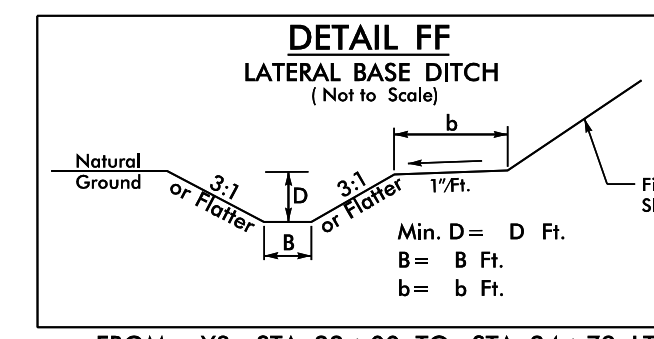 DETAIL FF
LATERAL BASE DITCH
( Not to Scale)
b
Natural
Ground
3:1
or Flatter
D
3:1
or Flatter
1"/Ft.
B
Min. D= D Ft.
B= B Ft.
b= b Ft.